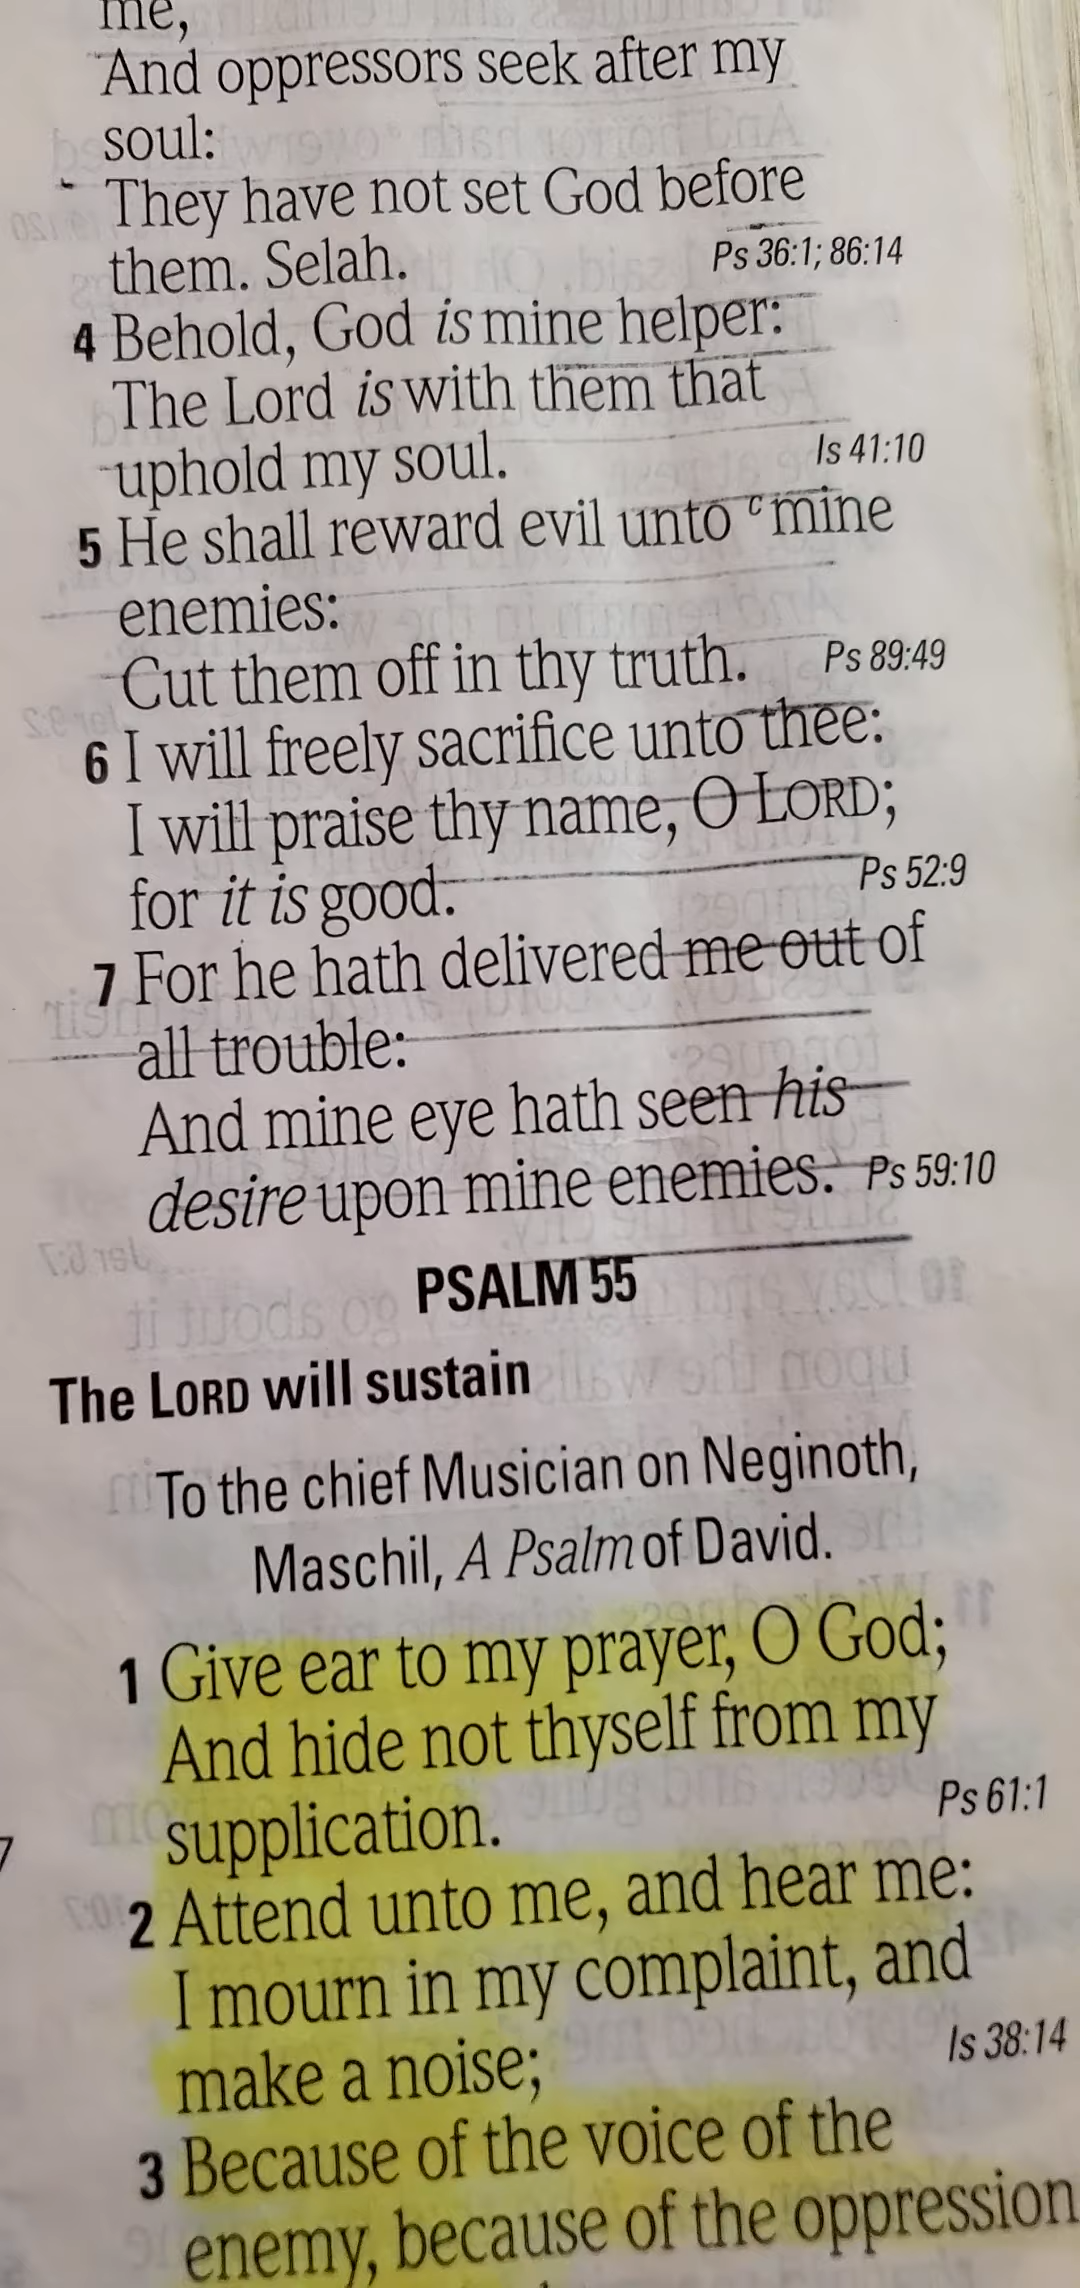 me,
And oppressors seek after my
soul:
They have not set God before
them. Selah. Ps 36:1; 86:14
4 Behold, God is mine helper:
The Lord is with them that
uphold my soul. Is 41:10
5 He shall reward evil unto c mine
enemies:
Cut them off in thy truth. Ps 89:49
6 I will freely sacrifice unto thee:
I will praise thy name, O LORD;
for it is good. Ps 52:9
7 For he hath delivered me out of
all trouble:
And mine eye hath seen his
desire upon mine enemies. Ps 59:10
PSALM 55
The LORD will sustain
To the chief Musician on Neginoth,
Maschil, A Psalm of David.
1 Give ear to my prayer, O God;
And hide not thyself from my
supplication. Ps 61:1
2 Attend unto me, and hear me:
I mourn in my complaint, and
make a noise; Is 38:14
3 Because of the voice of the
enemy, because of the oppression